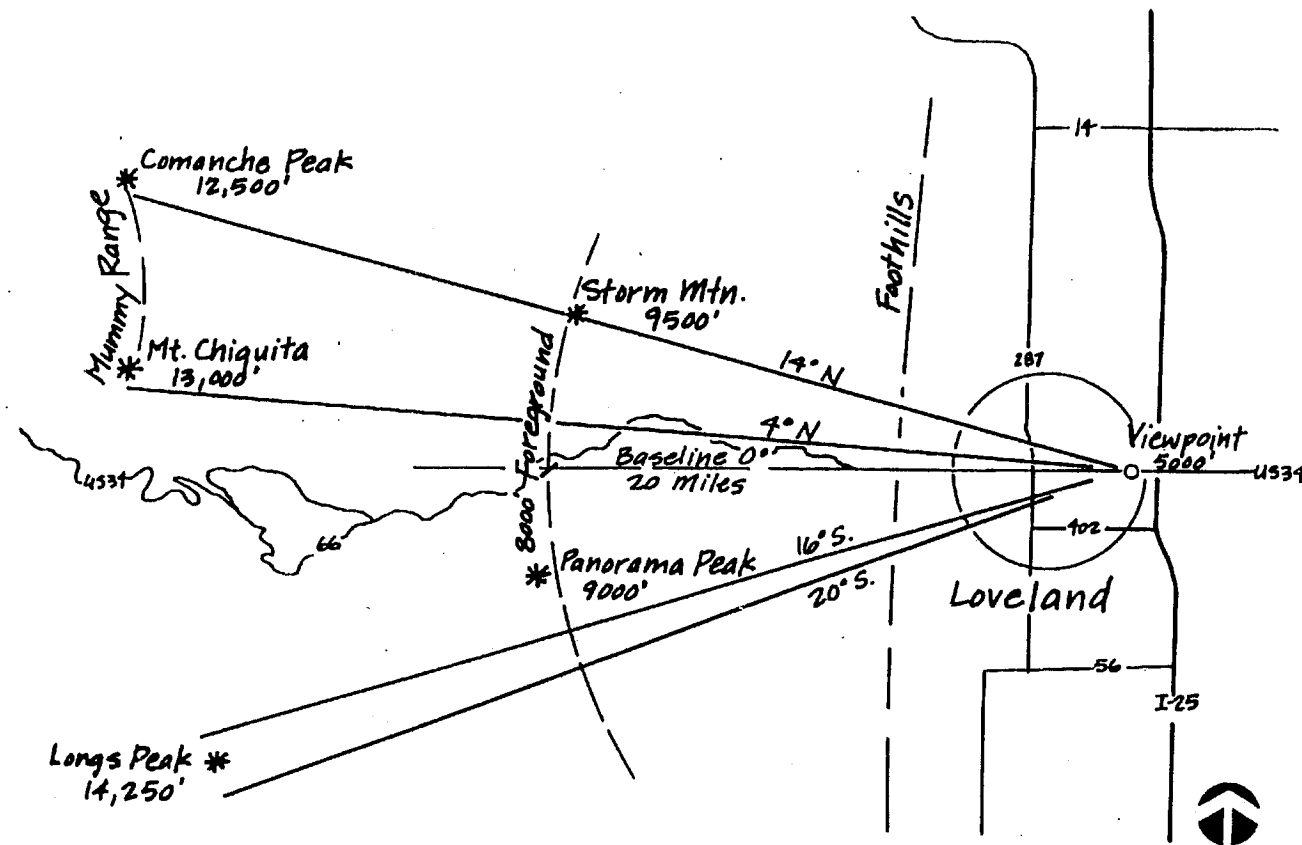 14
Comanche Peak
12,500'
Mummy Range
Foothills
Storm Mtn.
9500'
Mt. Chiquita
13,000'
14° N
287
8000 Foreground
4° N
Viewpoint
5000'
Baseline 0°
20 Miles
US34
US34
66
402
16° S.
Panorama Peak
9000'
20° S.
Loveland
56
I-25
Longs Peak
14,250'